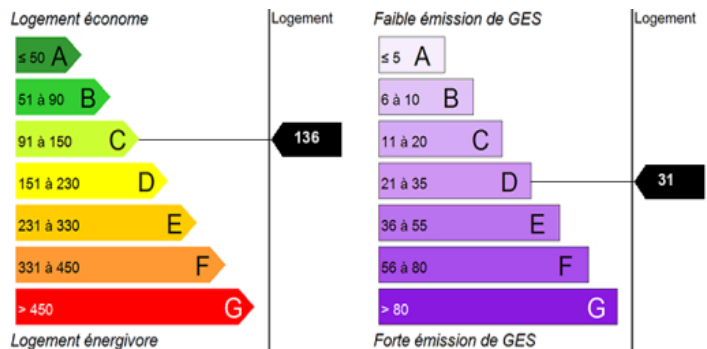 Logement économe
Logement
≤ 50 A
51 à 90 B
91 à 150 C
136
151 à 230 D
231 à 330 E
331 à 450 F
> 450 G
Logement énergivore
Faible émission de GES
Logement
≤ 5 A
6 à 10 B
11 à 20 C
21 à 35 D
31
36 à 55 E
56 à 80 F
> 80 G
Forte émission de GES